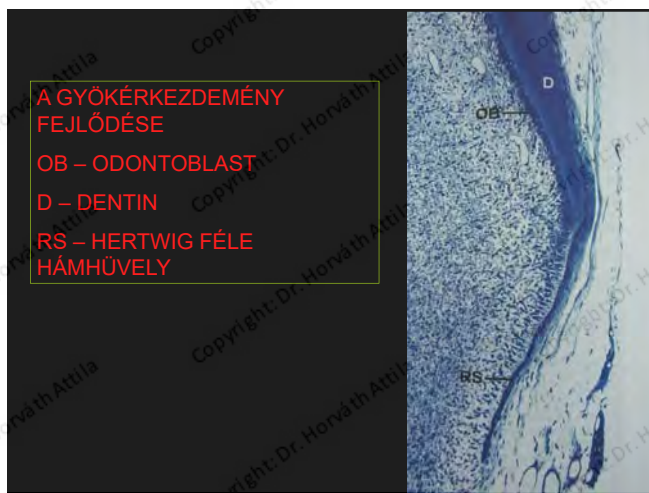 A GYÖKÉRKEZDEMÉNY
FEJLŐDÉSE
OB – ODONTOBLAST
D – DENTIN
RS – HERTWIG FÉLE
HÁMHÜVELY
D
OB
RS
Copyright: Dr. Horváth Attila